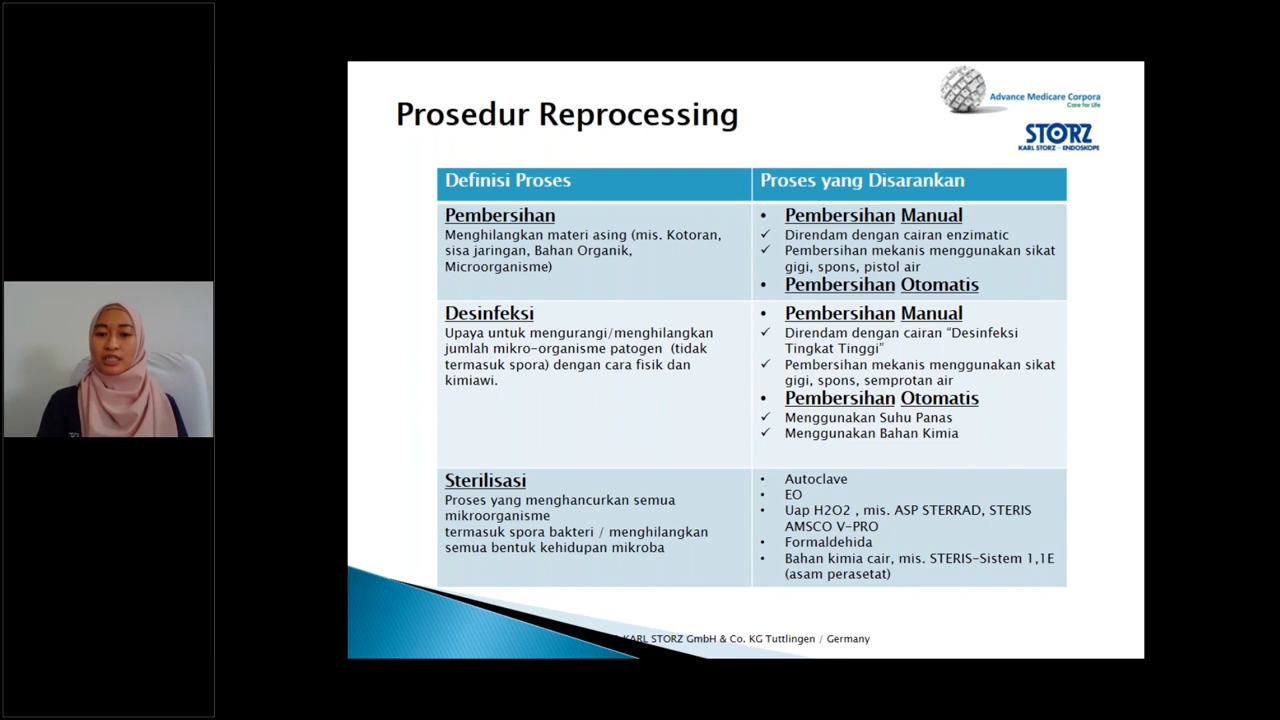 Prosedur Reprocessing
Advance Medicare Corpora
Care for Life
STORZ
KARL STORZ - ENDOSKOPE
Definisi Proses
Proses yang Disarankan
Pembersihan
Menghilangkan materi asing (mis. Kotoran,
sisa jaringan, Bahan Organik,
Microorganisme)
• Pembersihan Manual
✓ Direndam dengan cairan enzimatic
✓ Pembersihan mekanis menggunakan sikat
gigi, spons, pistol air
• Pembersihan Otomatis
Desinfeksi
Upaya untuk mengurangi/menghilangkan
jumlah mikro-organisme patogen (tidak
termasuk spora) dengan cara fisik dan
kimiawi.
• Pembersihan Manual
✓ Direndam dengan cairan “Desinfeksi
Tingkat Tinggi”
✓ Pembersihan mekanis menggunakan sikat
gigi, spons, semprotan air
• Pembersihan Otomatis
✓ Menggunakan Suhu Panas
✓ Menggunakan Bahan Kimia
Sterilisasi
Proses yang menghancurkan semua
mikroorganisme
termasuk spora bakteri / menghilangkan
semua bentuk kehidupan mikroba
• Autoclave
• EO
• Uap H2O2 , mis. ASP STERRAD, STERIS
AMSCO V-PRO
• Formaldehida
• Bahan kimia cair, mis. STERIS-Sistem 1,1E
(asam perasetat)
KARL STORZ GmbH & Co. KG Tuttlingen / Germany